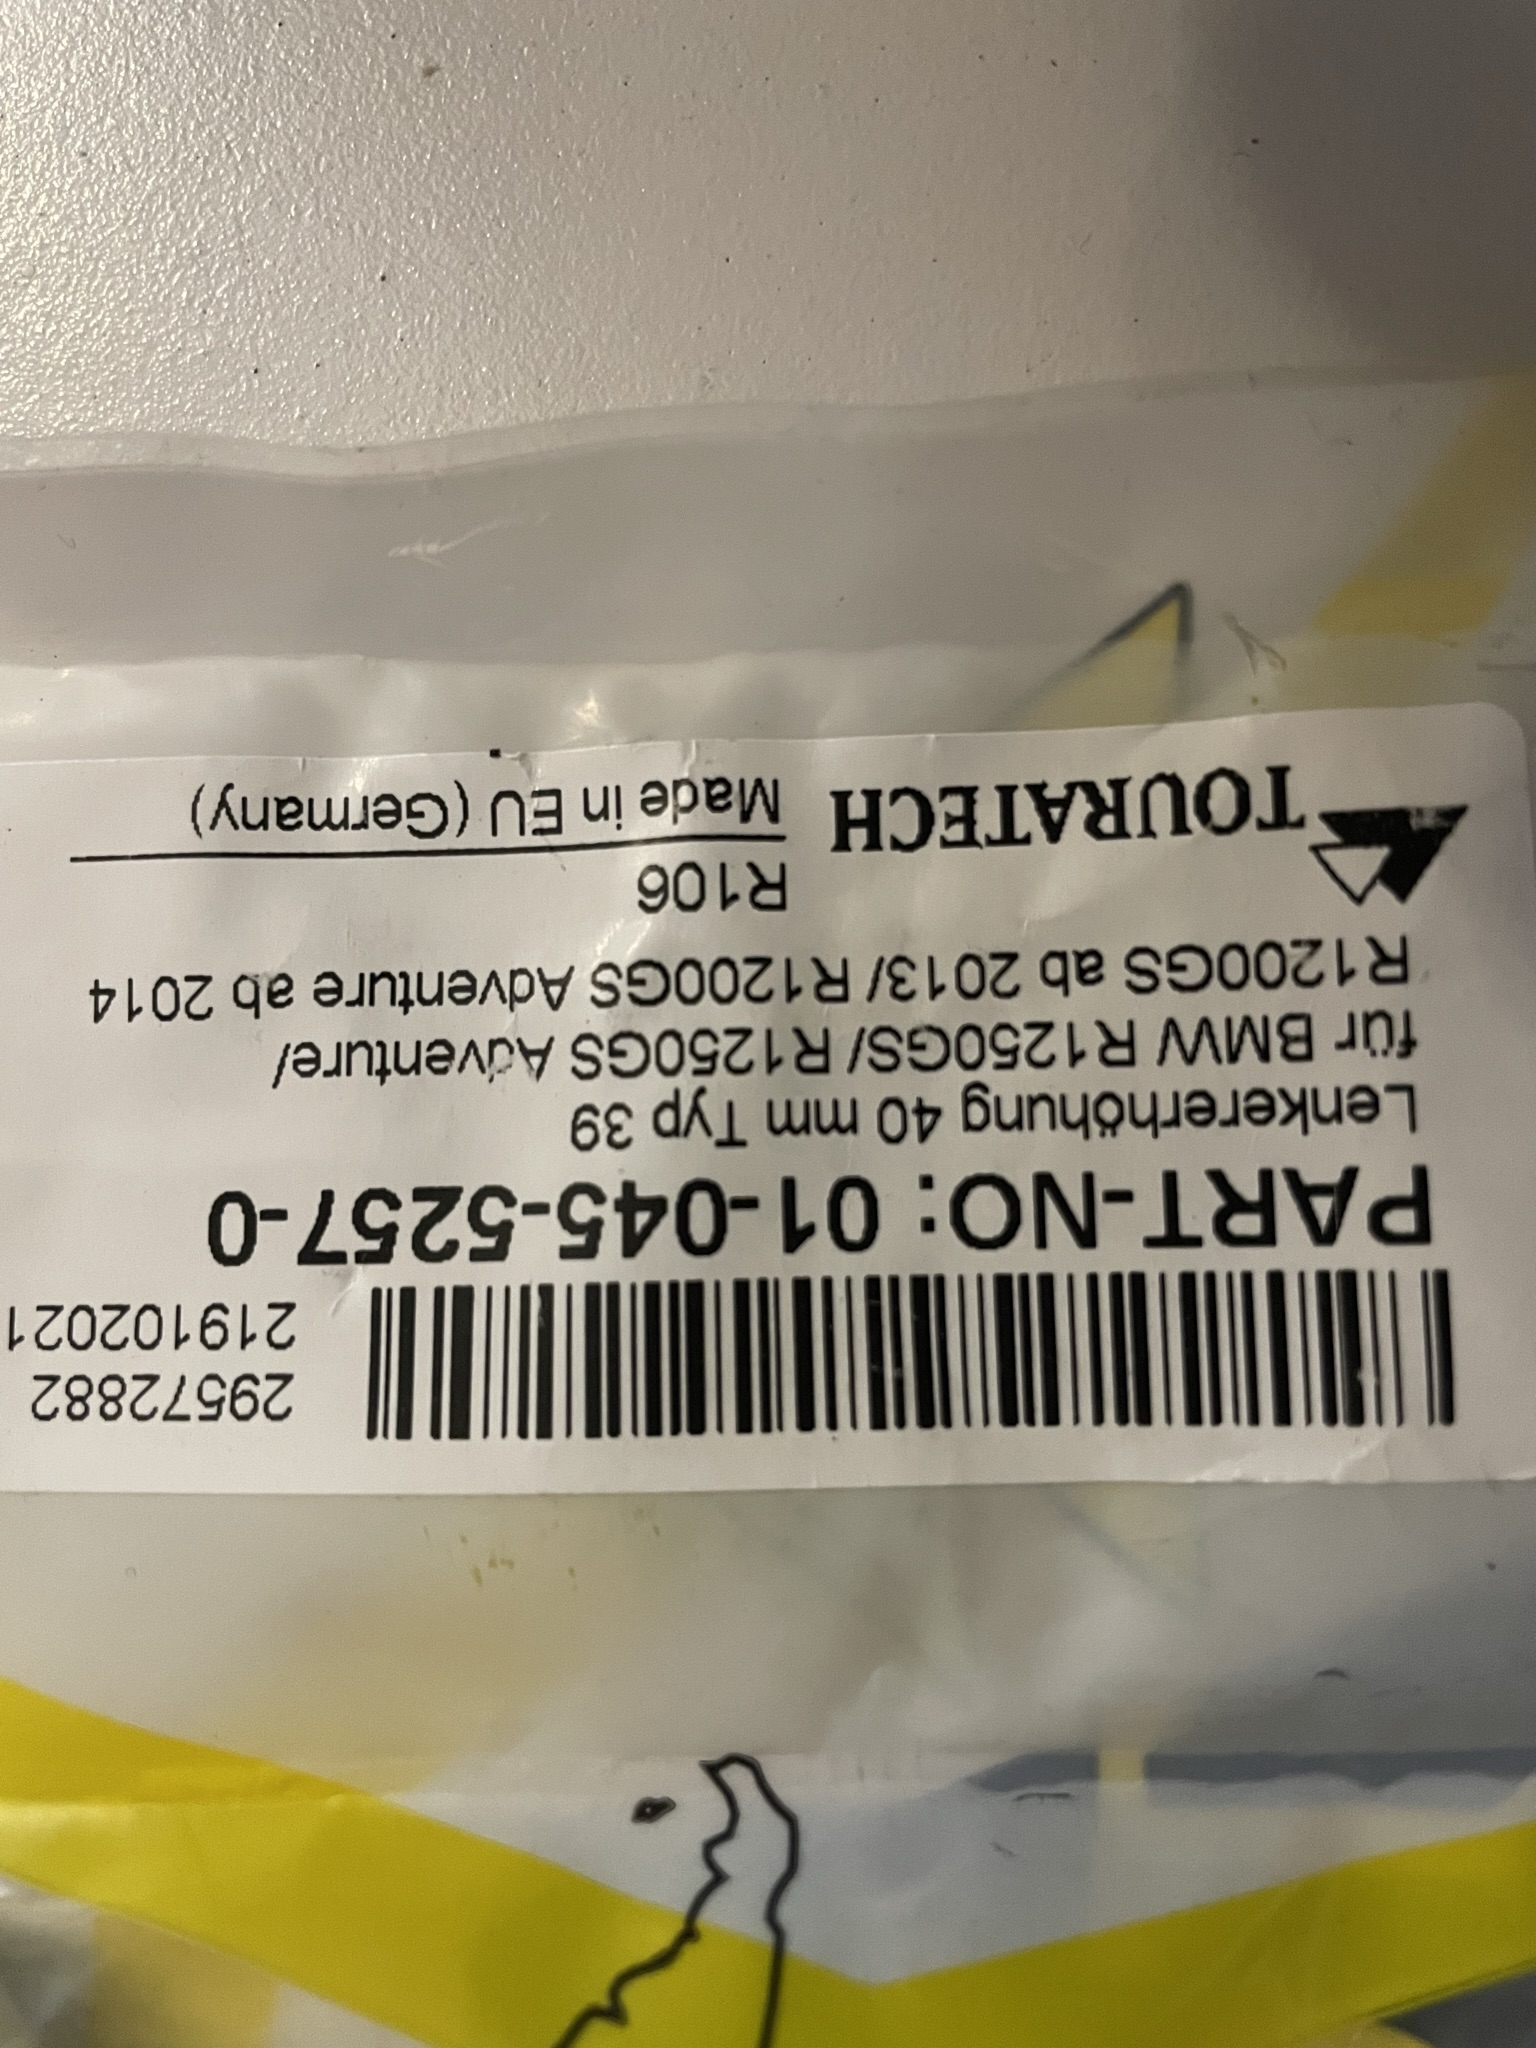 29572882
219102021
PART-NO: 01-045-5257-0
Lenkererhöhung 40 mm Typ 39
für BMW R1250GS/ R1250GS Adventure/
R1200GS ab 2013/ R1200GS Adventure ab 2014
R106
TOURATECH
Made in EU (Germany)